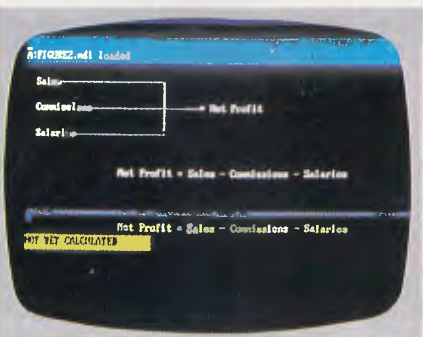 A:FIGURE2.mdl loaded
Sales
Commissions
Net Profit
Salaries
Net Profit = Sales - Commissions - Salaries
Net Profit = Sales - Commissions - Salaries
NOT YET CALCULATED